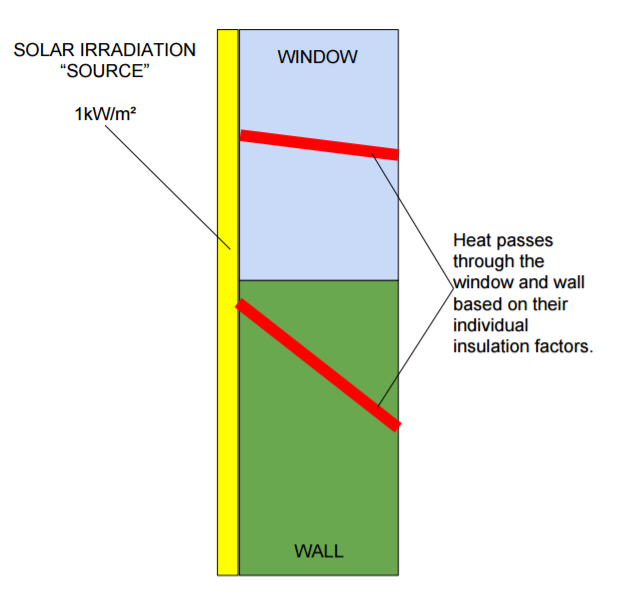 SOLAR IRRADIATION
“SOURCE”
1kW/m²
WINDOW
Heat passes
through the
window and wall
based on their
individual
insulation factors.
WALL